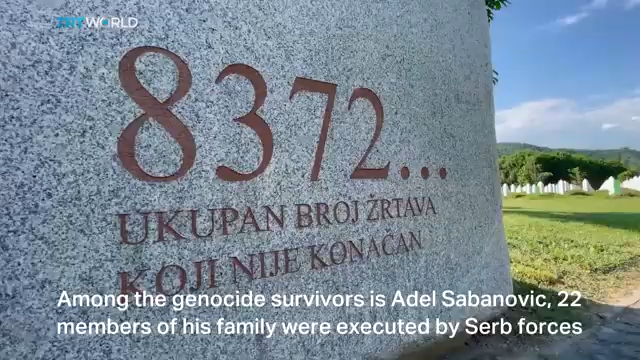 TRT WORLD
8372...
UKUPAN BROJ ŽRTAVA
KOJI NIJE KONAČAN
Among the genocide survivors is Adel Sabanovic, 22
members of his family were executed by Serb forces